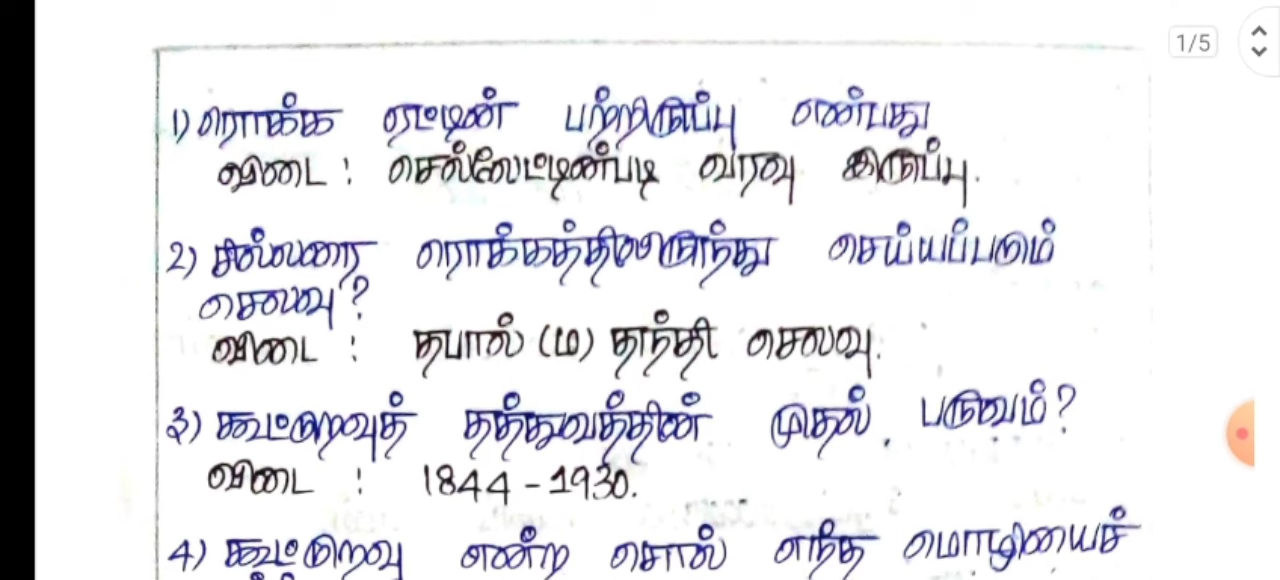 1/5
1) ரொக்க ஏட்டின் பற்றிருப்பு என்பது
விடை : செல்லேட்டின்படி வரவு இருப்பு.
2) சில்லரை ரொக்கத்திலிருந்து செய்யப்படும்
செலவு?
விடை : தபால் (ம) தந்தி செலவு.
3) கூட்டுறவுத் தத்துவத்தின் முதல் பருவம்?
விடை : 1844 - 1930.
4) கூட்டுறவு என்ற சொல் எந்த மொழியைச்